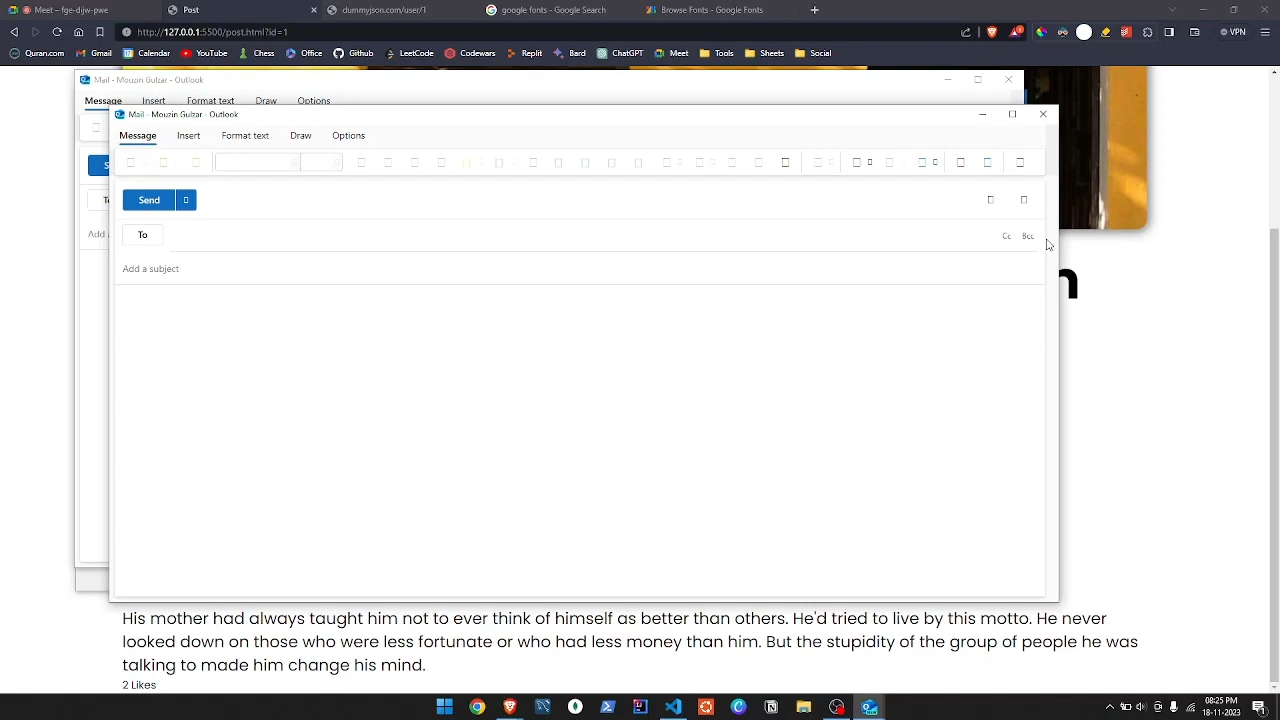 Meet – fqe-dijw-pwe
Post
dummyjson.com/user/1
google fonts - Google
Browse Fonts - Google Fonts
http://127.0.0.1:5500/post.html?id=1
VPN
Quran.com
Gmail
Calendar
YouTube
Chess
Office
Github
LeetCode
Codewars
Replit
Bard
ChatGPT
Meet
Tools
Sheets
Social
Mail - Mouzin Gulzar - Outlook
Message
Insert
Format text
Draw
Options
Mail - Mouzin Gulzar - Outlook
Message
Insert
Format text
Draw
Options
Send
To
Cc
Bcc
Add a subject
His mother had always taught him not to ever think of himself as better than others. He'd tried to live by this motto. He never
looked down on those who were less fortunate or who had less money than him. But the stupidity of the group of people he was
talking to made him change his mind.
2 Likes
08:25 PM
18-11-2023